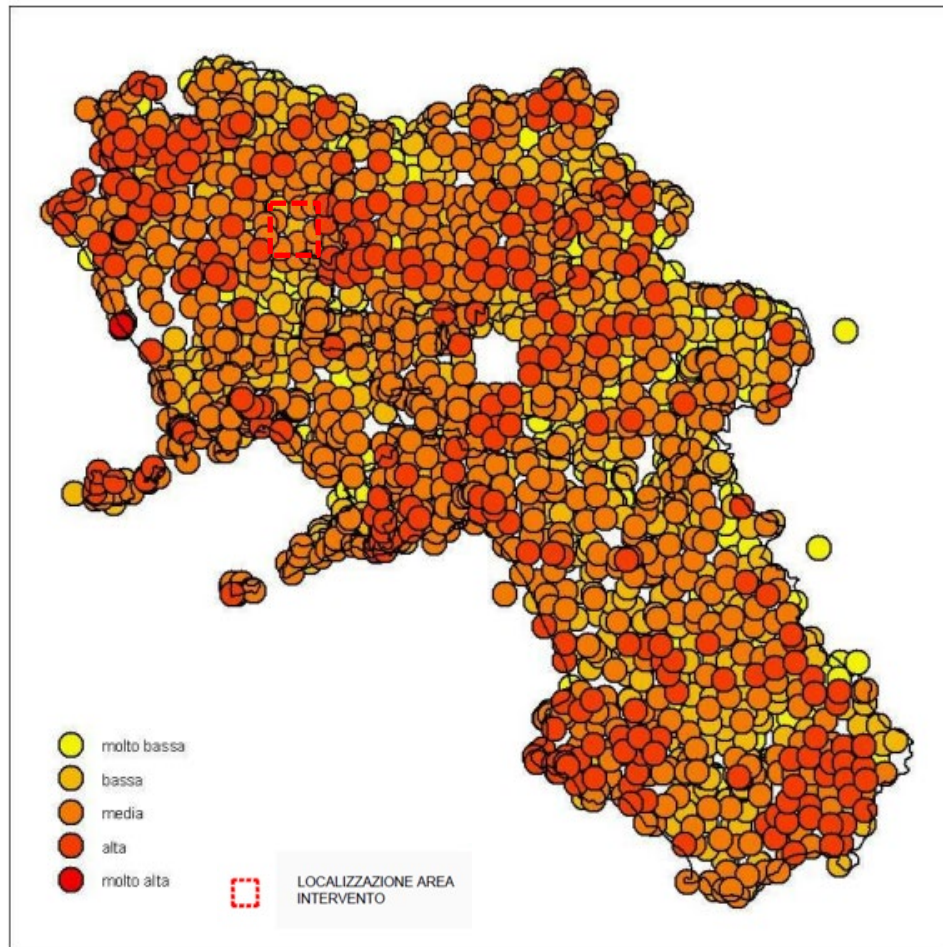 molto bassa
bassa
media
alta
molto alta
LOCALIZZAZIONE AREA
INTERVENTO